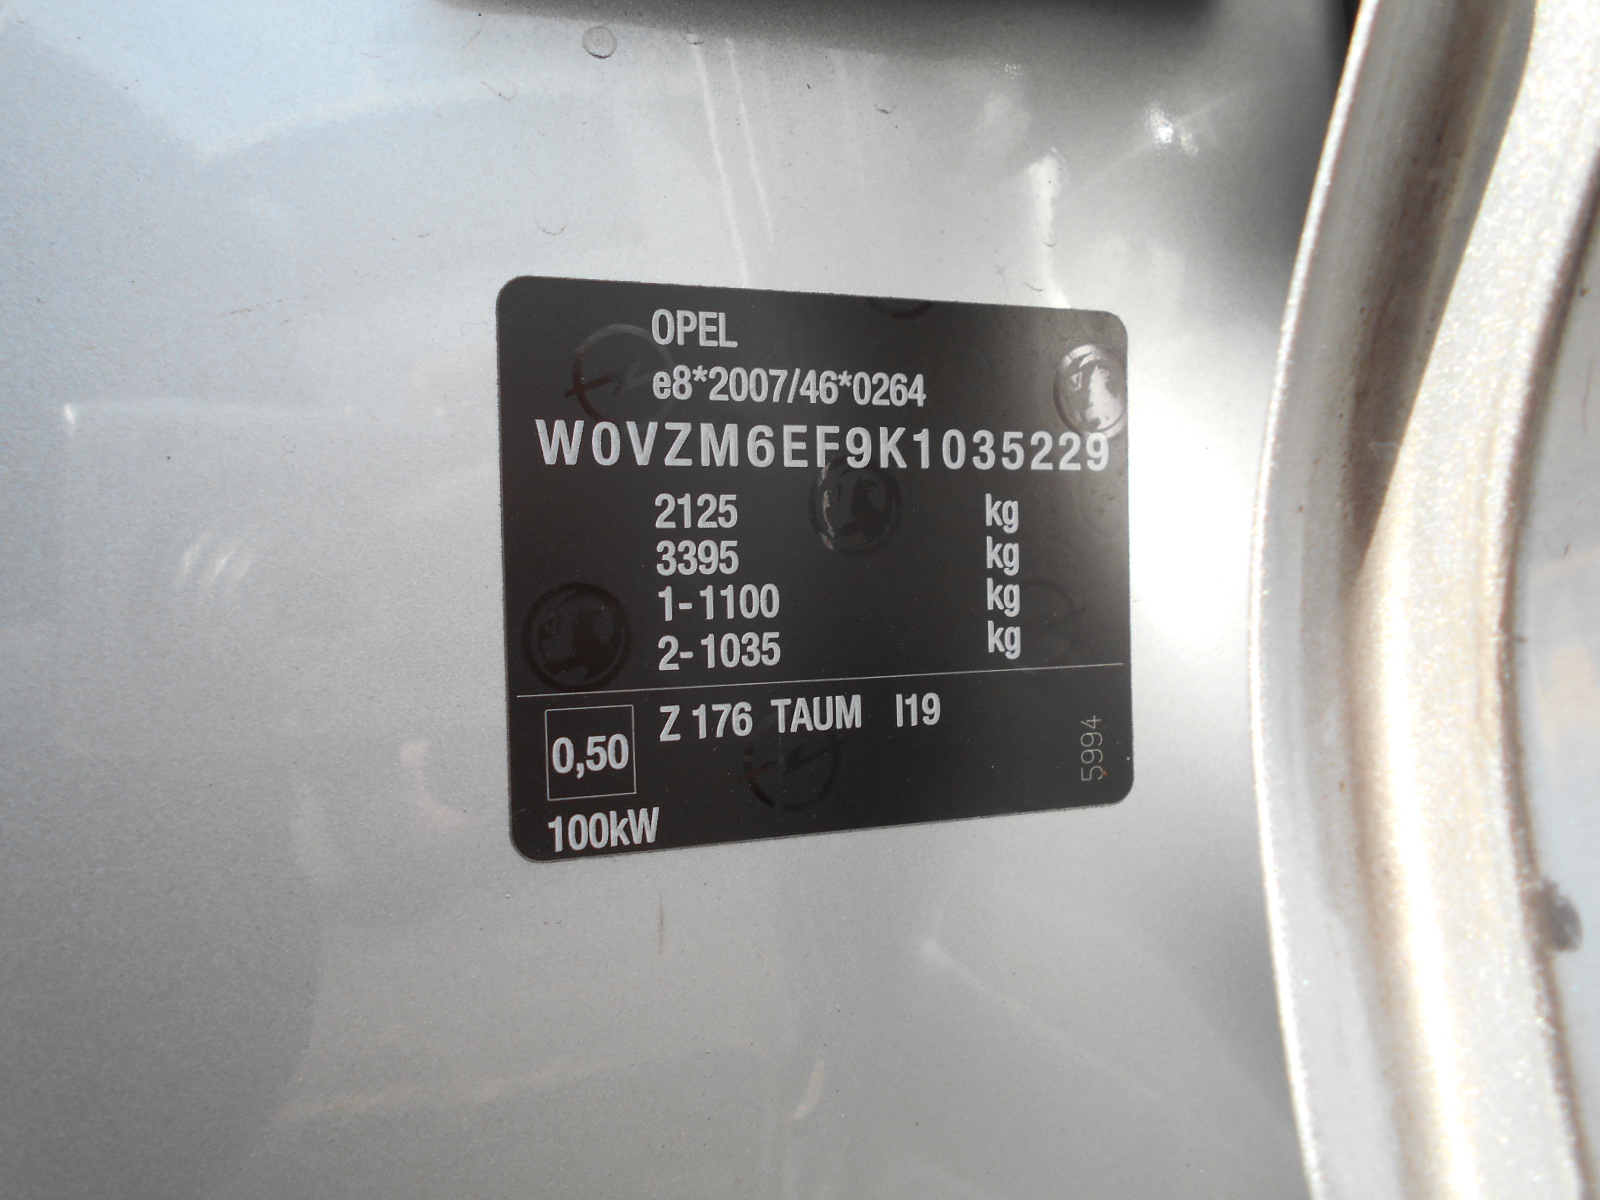 OPEL
e8*2007/46*0264
W0VZM6EF9K1035229
2125 kg
3395 kg
1-1100 kg
2-1035 kg
0,50 Z 176 TAUM I19
5994
100kW